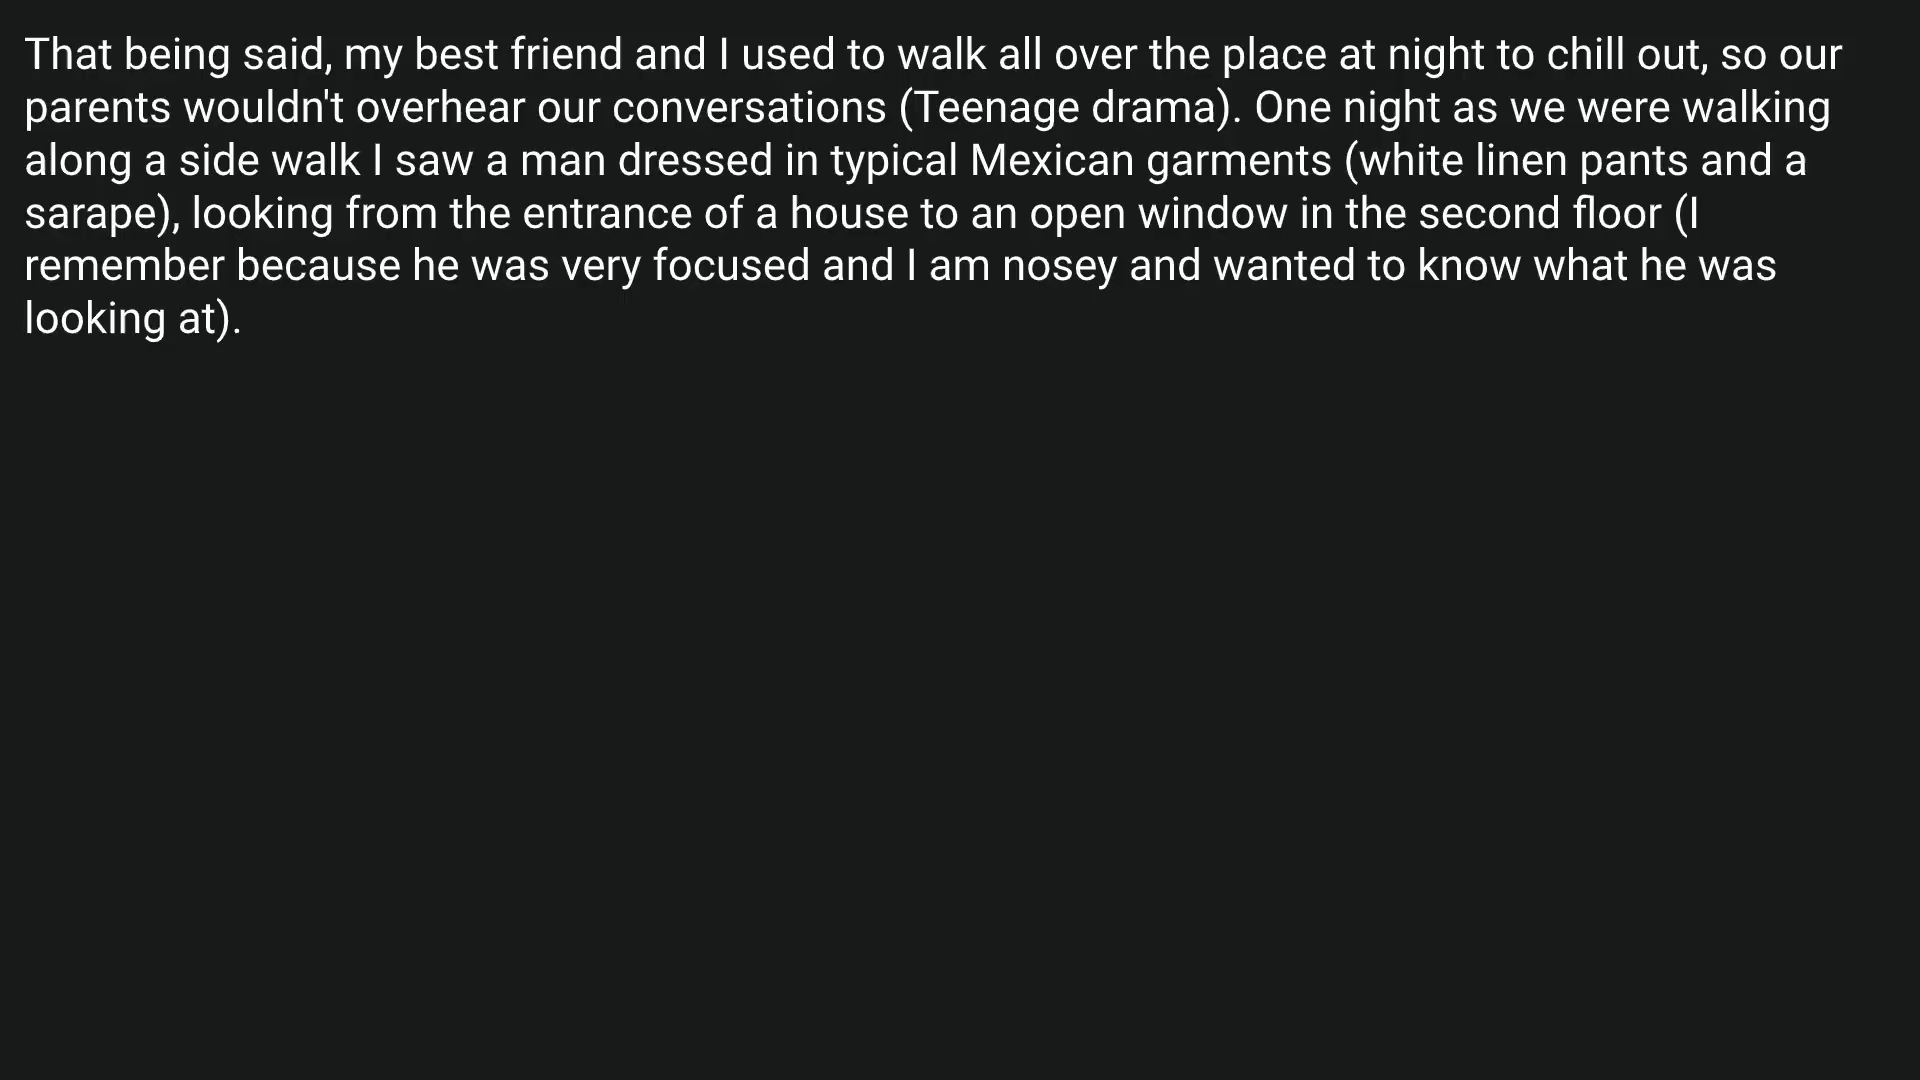 That being said, my best friend and I used to walk all over the place at night to chill out, so our
parents wouldn't overhear our conversations (Teenage drama). One night as we were walking
along a side walk I saw a man dressed in typical Mexican garments (white linen pants and a
sarape), looking from the entrance of a house to an open window in the second floor (I
remember because he was very focused and I am nosey and wanted to know what he was
looking at).